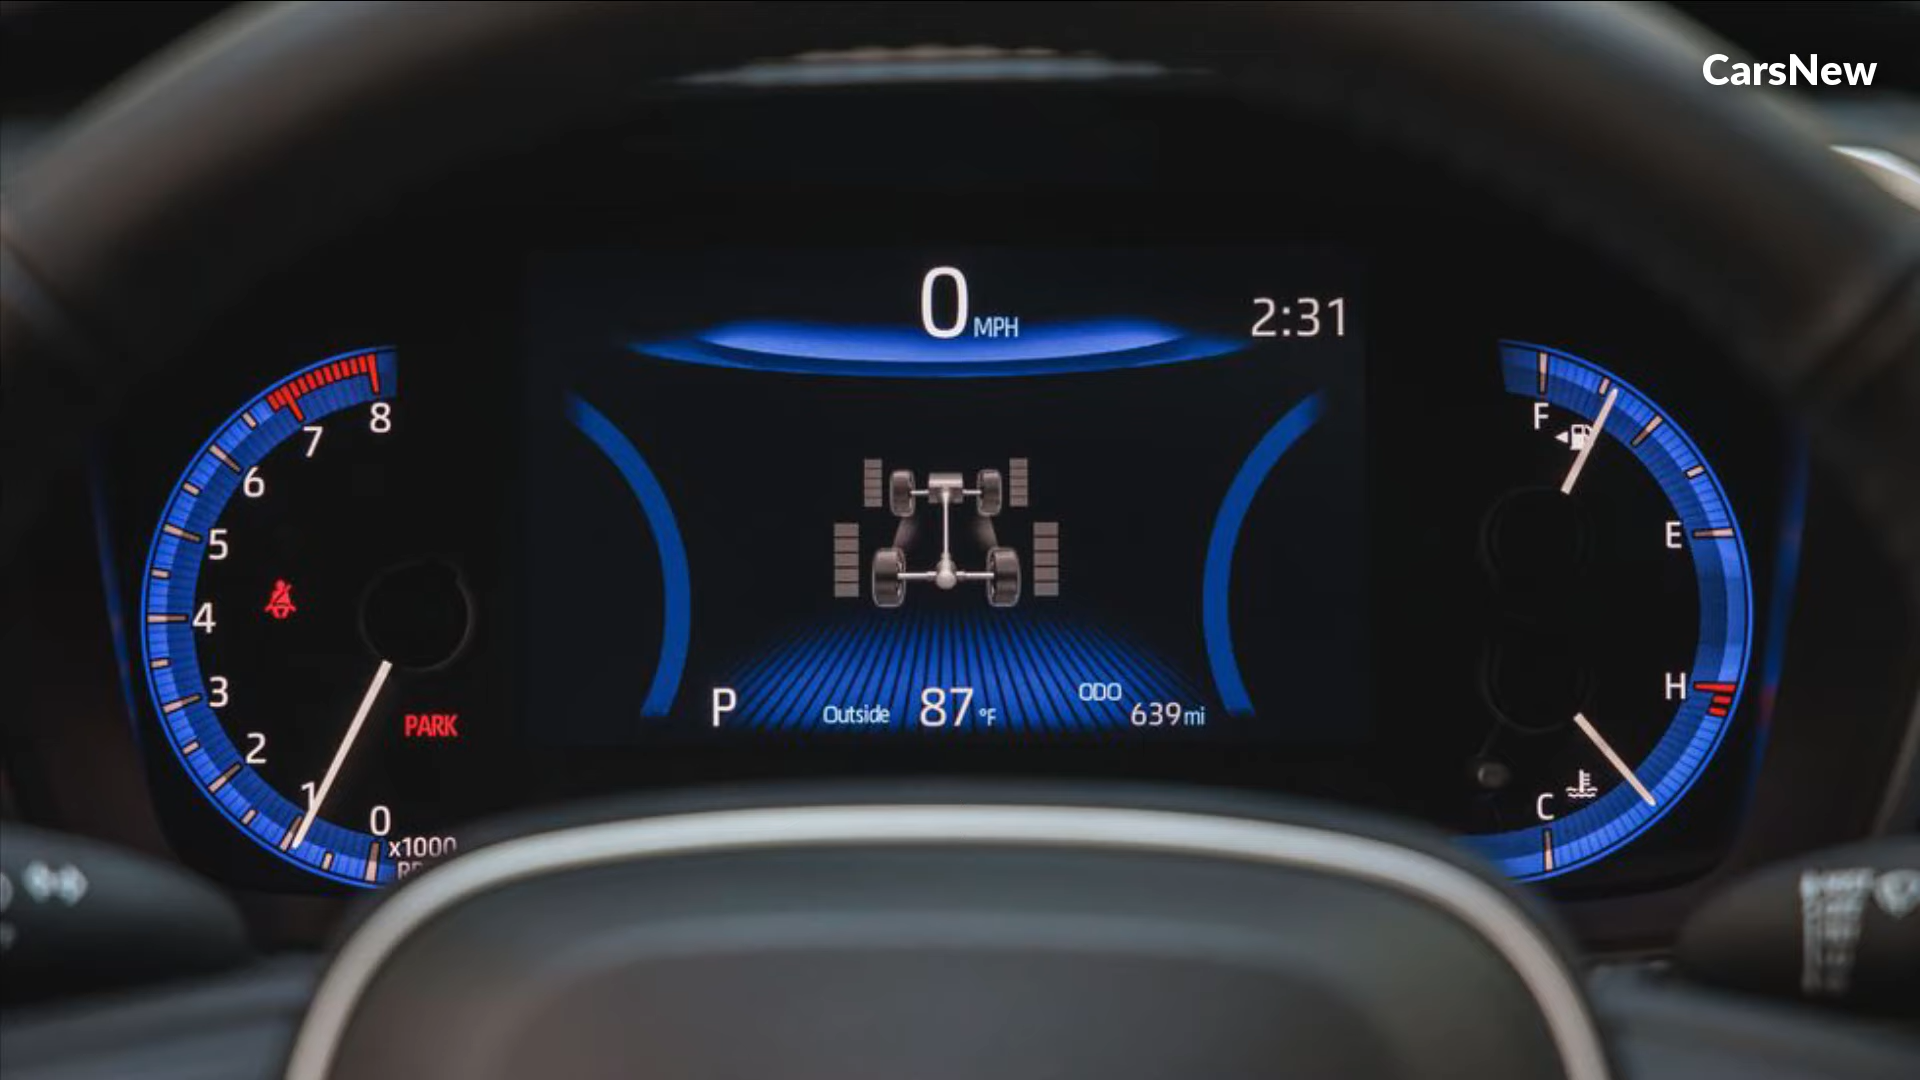 CarsNew
0 MPH
2:31
8
7
6
5
4
3
2
1
0
x1000
PARK
P
Outside 87 °F
ODO
639 mi
F
E
H
C